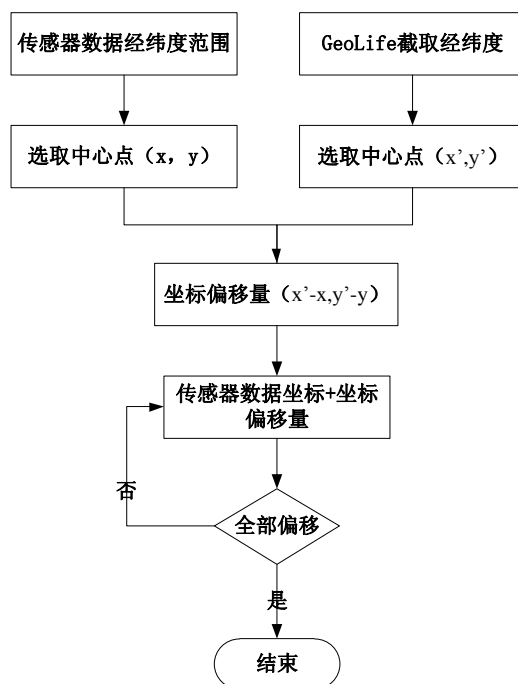 传感器数据经纬度范围
GeoLife截取经纬度
选取中心点（x，y）
选取中心点（x’,y’）
坐标偏移量（x’-x,y’-y）
传感器数据坐标+坐标
偏移量
否
全部偏移
是
结束